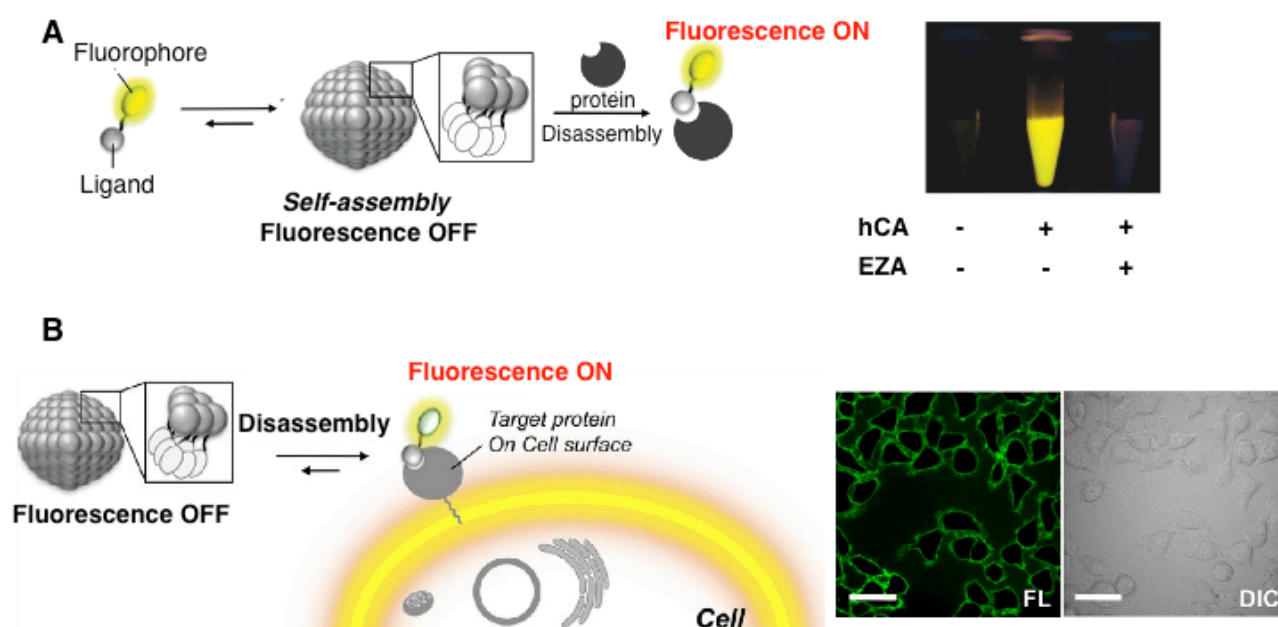 A
Fluorophore
Ligand
Self-assembly
Fluorescence OFF
protein
Disassembly
Fluorescence ON
hCA - + +
EZA - - +
B
Fluorescence OFF
Disassembly
Fluorescence ON
Target protein
On Cell surface
Cell
FL
DIC